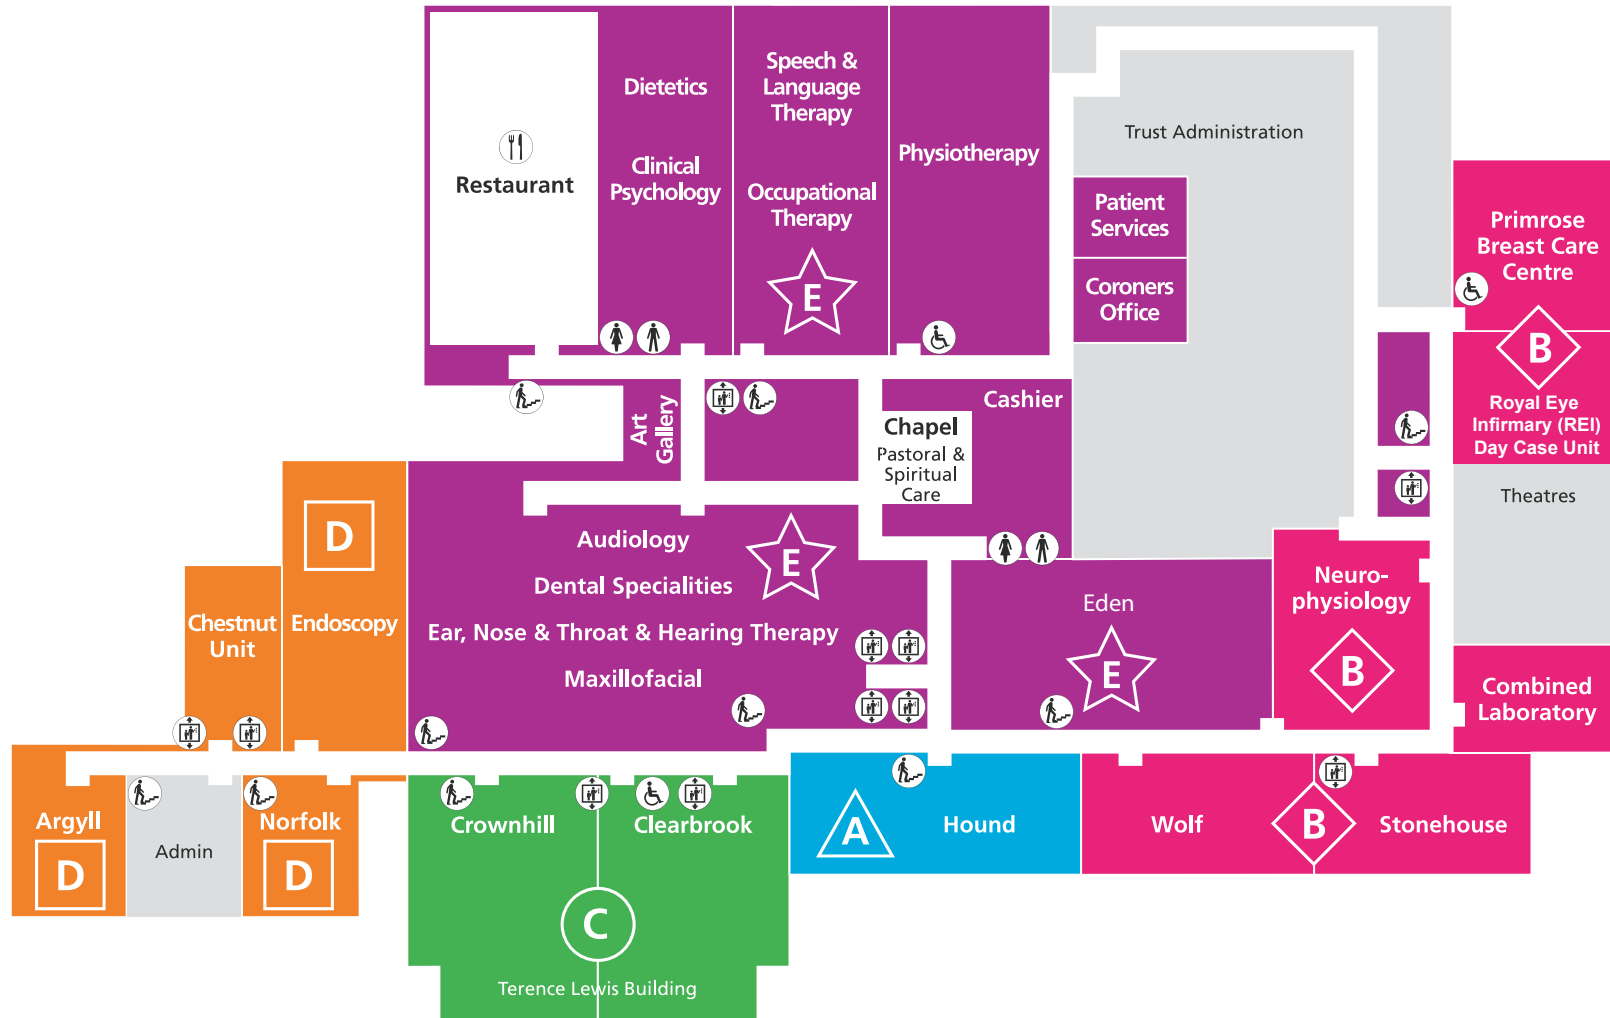 Restaurant
Dietetics
Clinical
Psychology
Speech &
Language
Therapy
Occupational
Therapy
E
Physiotherapy
Trust Administration
Patient
Services
Coroners
Office
Primrose
Breast Care
Centre
B
Royal Eye
Infirmary (REI)
Day Case Unit
Theatres
Art
Gallery
Cashier
Chapel
Pastoral &
Spiritual
Care
D
Endoscopy
Chestnut
Unit
Audiology
E
Dental Specialities
Ear, Nose & Throat & Hearing Therapy
Maxillofacial
Eden
E
Neuro-
physiology
B
Combined
Laboratory
Argyll
D
Admin
Norfolk
D
Crownhill
Clearbrook
C
Terence Lewis Building
A
Hound
Wolf
B
Stonehouse